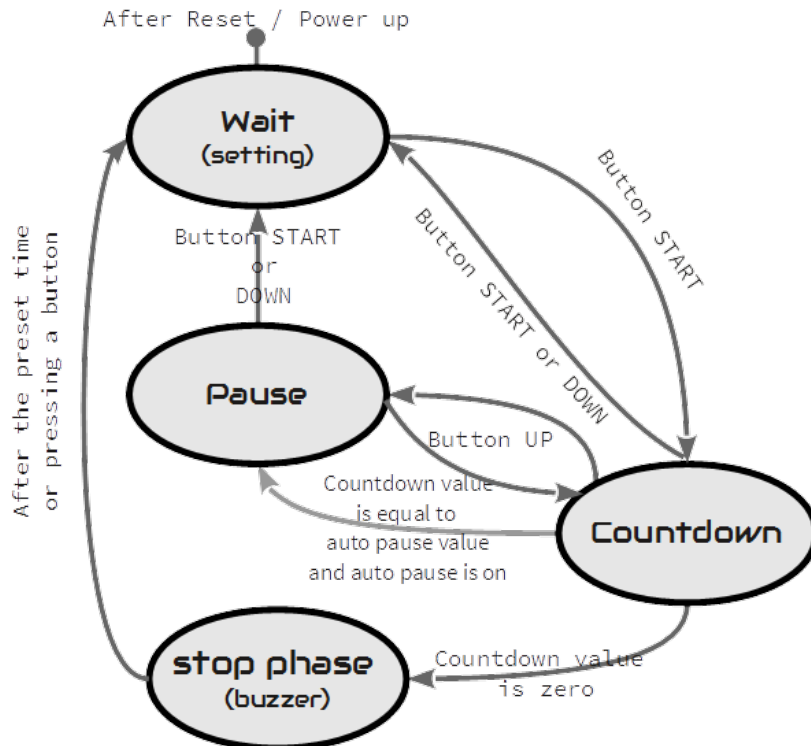 After Reset / Power up
Wait
(setting)
Button START
Button START or DOWN
Button START
or
DOWN
After the preset time
or pressing a button
Pause
Button UP
Countdown value
is equal to
auto pause value
and auto pause is on
Countdown
stop phase
(buzzer)
Countdown value
is zero